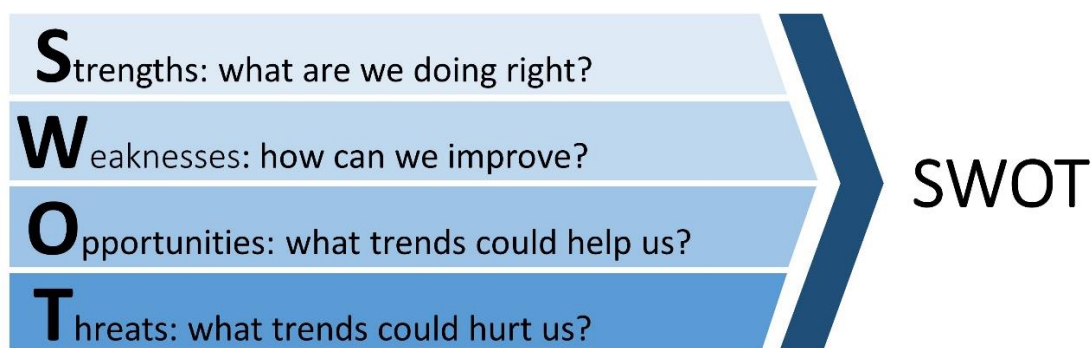 Strengths: what are we doing right?
Weaknesses: how can we improve?
Opportunities: what trends could help us?
Threats: what trends could hurt us?
SWOT